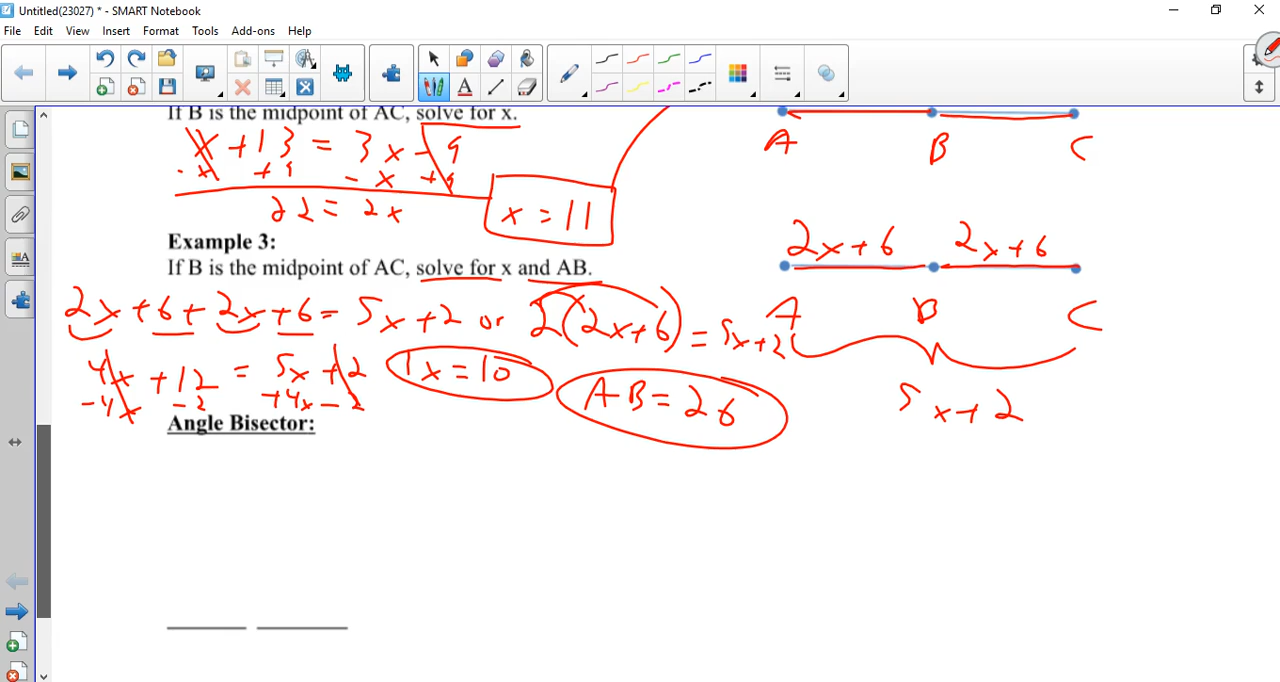 Untitled(23027) * - SMART Notebook
File Edit View Insert Format Tools Add-ons Help
If B is the midpoint of AC, solve for x.
x + 13 = 3x - 9
- x + 9 - x + 9
22 = 2x
x = 11
A B C
Example 3:
If B is the midpoint of AC, solve for x and AB.
2x + 6 2x + 6
A B C
2x + 6 + 2x + 6 = 5x + 2 or 2(2x + 6) = 5x + 2
4x + 12 = 5x + 2
-4x - 2 +4x - 2
1x = 10
AB = 26
5x + 2
Angle Bisector: